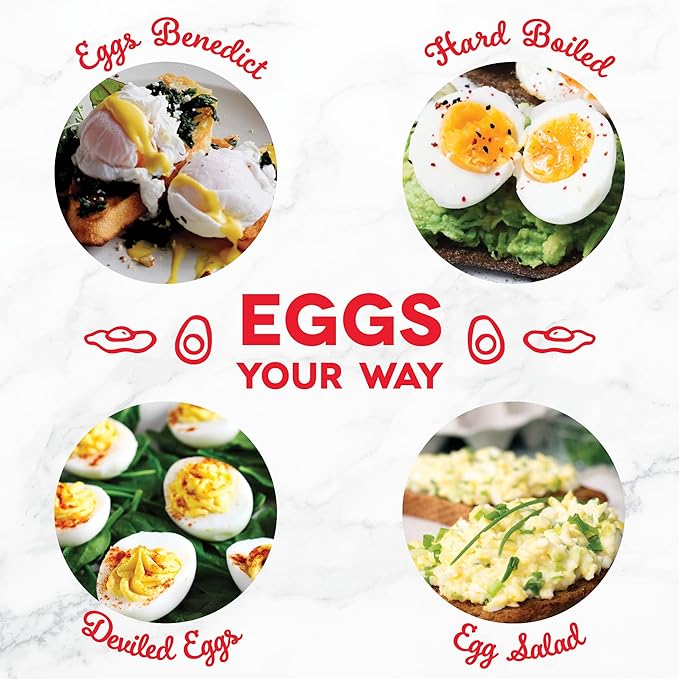 Eggs Benedict
Hard Boiled
EGGS
YOUR WAY
Deviled Eggs
Egg Salad